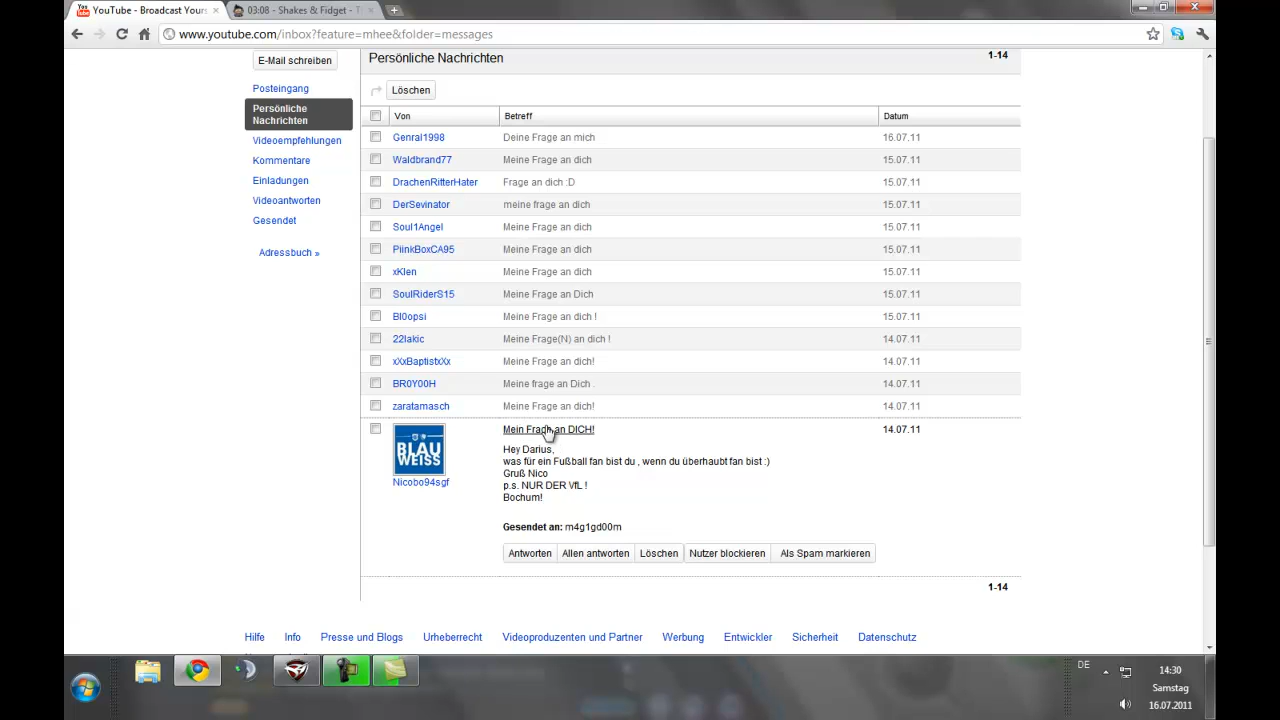 YouTube - Broadcast Yours
03:08 - Shakes & Fidget - T
www.youtube.com/inbox?feature=mhee&folder=messages
E-Mail schreiben
Posteingang
Persönliche
Nachrichten
Videoempfehlungen
Kommentare
Einladungen
Videoantworten
Gesendet
Adressbuch »
Persönliche Nachrichten 1-14
Löschen
Von Betreff Datum
Genral1998 Deine Frage an mich 16.07.11
Waldbrand77 Meine Frage an dich 15.07.11
DrachenRitterHater Frage an dich :D 15.07.11
DerSevinator meine frage an dich 15.07.11
Soul1Angel Meine Frage an dich 15.07.11
PiinkBoxCA95 Meine Frage an dich 15.07.11
xKlen Meine Frage an dich 15.07.11
SoulRiderS15 Meine Frage an Dich 15.07.11
Bl0opsi Meine Frage an dich ! 15.07.11
22lakic Meine Frage(N) an dich ! 14.07.11
xXxBaptistxXx Meine Frage an dich! 14.07.11
BR0Y00H Meine frage an Dich . 14.07.11
zaratamasch Meine Frage an dich! 14.07.11
Mein Frage an DICH! 14.07.11
BLAU
WEISS
Nicobo94sgf
Hey Darius,
was für ein Fußball fan bist du , wenn du überhaubt fan bist :)
Gruß Nico
p.s. NUR DER VfL !
Bochum!
Gesendet an: m4g1gd00m
Antworten Allen antworten Löschen Nutzer blockieren Als Spam markieren
1-14
Hilfe Info Presse und Blogs Urheberrecht Videoproduzenten und Partner Werbung Entwickler Sicherheit Datenschutz
DE
14:30
Samstag
16.07.2011